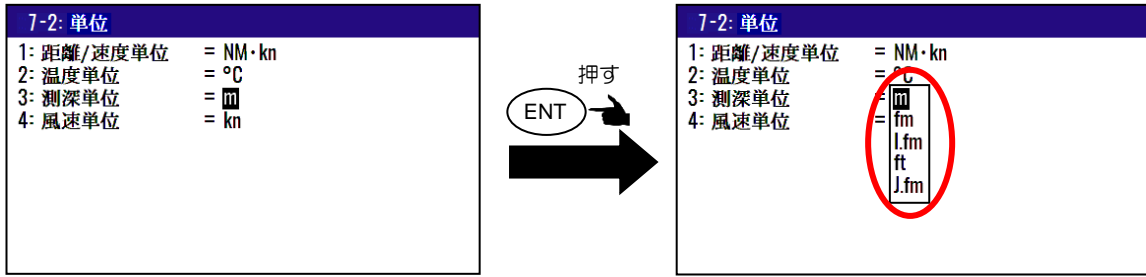 7-2: 単位
1: 距離/速度単位 = NM·kn
2: 温度単位 = °C
3: 測深単位 = m
4: 風速単位 = kn
押す
ENT
7-2: 単位
1: 距離/速度単位 = NM·kn
2: 温度単位 = °C
3: 測深単位 = m
4: 風速単位 = fm
I.fm
ft
J.fm